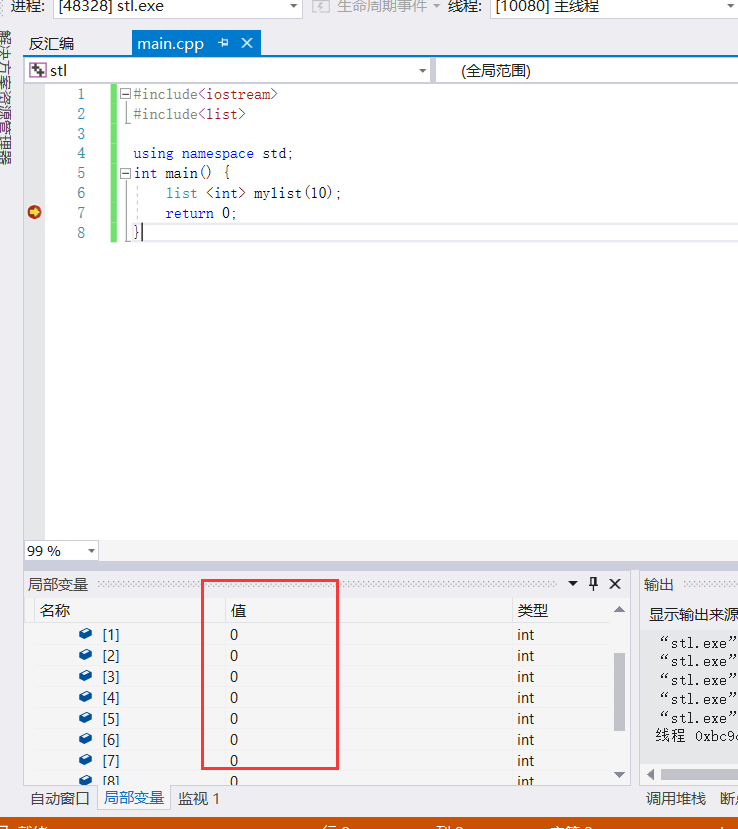 进程: [48328] stl.exe 生命周期事件 线程: [10080] 主线程
解决方案资源管理器
反汇编 main.cpp
stl (全局范围)
1 #include<iostream>
2 #include<list>
3
4 using namespace std;
5 int main() {
6 list <int> mylist(10);
7 return 0;
8 }
99 %
局部变量
名称 值 类型
[1] 0 int
[2] 0 int
[3] 0 int
[4] 0 int
[5] 0 int
[6] 0 int
[7] 0 int
[8] 0 int
自动窗口 局部变量 监视 1
输出
显示输出来源
“stl.exe”
“stl.exe”
“stl.exe”
“stl.exe”
“stl.exe”
线程 0xbc9
调用堆栈